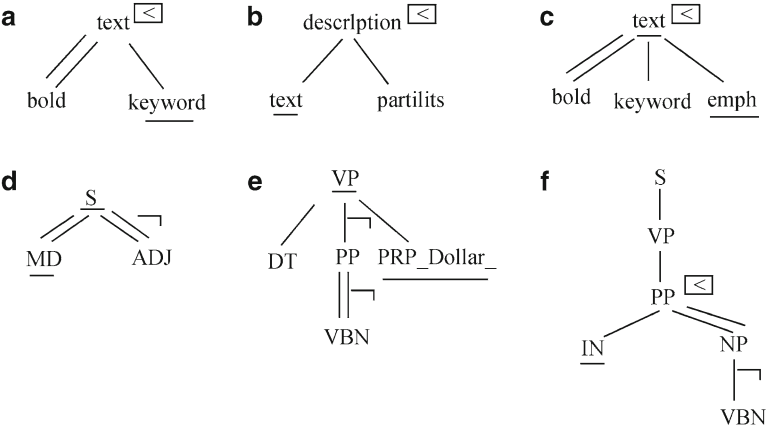 a text <
bold keyword
b descrlption <
text partilits
c text <
bold keyword emph
d S
MD ADJ
e VP
DT PP PRP_Dollar_
VBN
f S
VP
PP <
IN NP
VBN